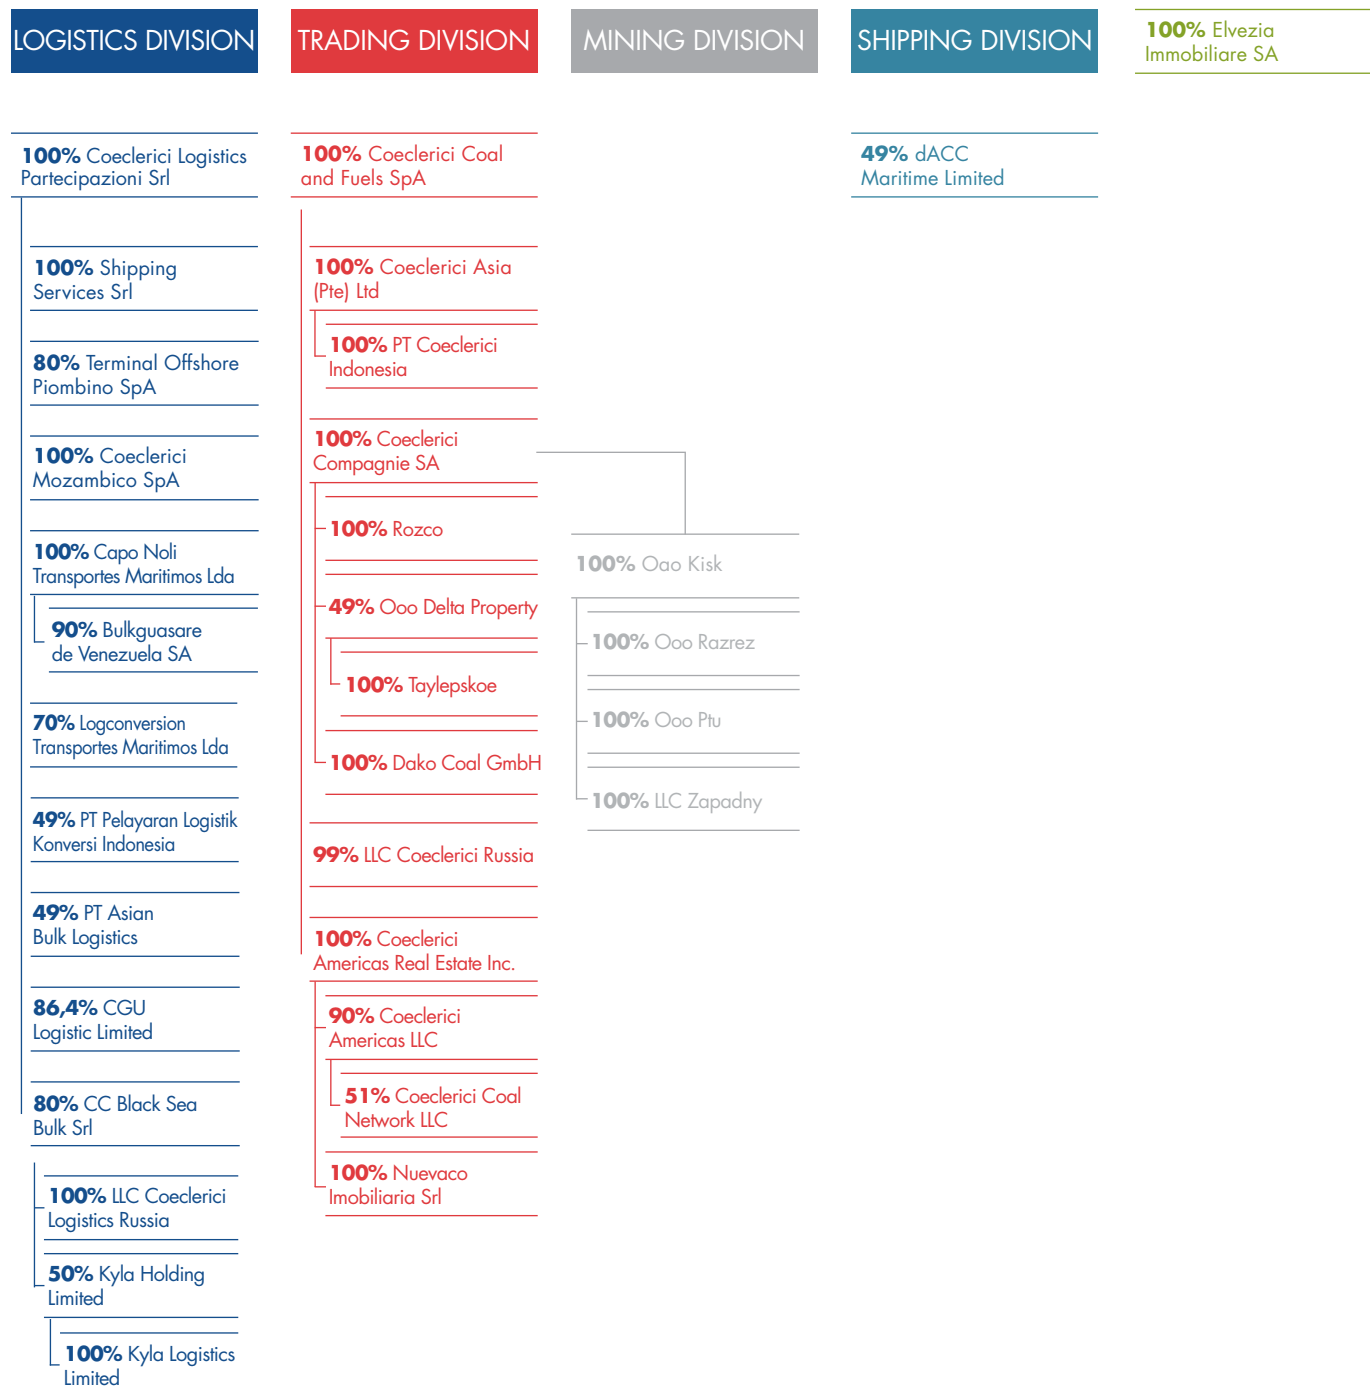 LOGISTICS DIVISION
100% Coeclerici Logistics
Partecipazioni Srl
100% Shipping
Services Srl
80% Terminal Offshore
Piombino SpA
100% Coeclerici
Mozambico SpA
100% Capo Noli
Transportes Maritimos Lda
90% Bulkguasare
de Venezuela SA
70% Logconversion
Transportes Maritimos Lda
49% PT Pelayaran Logistik
Konversi Indonesia
49% PT Asian
Bulk Logistics
86,4% CGU
Logistic Limited
80% CC Black Sea
Bulk Srl
100% LLC Coeclerici
Logistics Russia
50% Kyla Holding
Limited
100% Kyla Logistics
Limited
TRADING DIVISION
100% Coeclerici Coal
and Fuels SpA
100% Coeclerici Asia
(Pte) Ltd
100% PT Coeclerici
Indonesia
100% Coeclerici
Compagnie SA
100% Rozco
49% Ooo Delta Property
100% Taylepskoe
100% Dako Coal GmbH
99% LLC Coeclerici Russia
100% Coeclerici
Americas Real Estate Inc.
90% Coeclerici
Americas LLC
51% Coeclerici Coal
Network LLC
100% Nuevaco
Imobiliaria Srl
MINING DIVISION
100% Oao Kisk
100% Ooo Razrez
100% Ooo Ptu
100% LLC Zapadny
SHIPPING DIVISION
49% dACC
Maritime Limited
100% Elvezia
Immobiliare SA